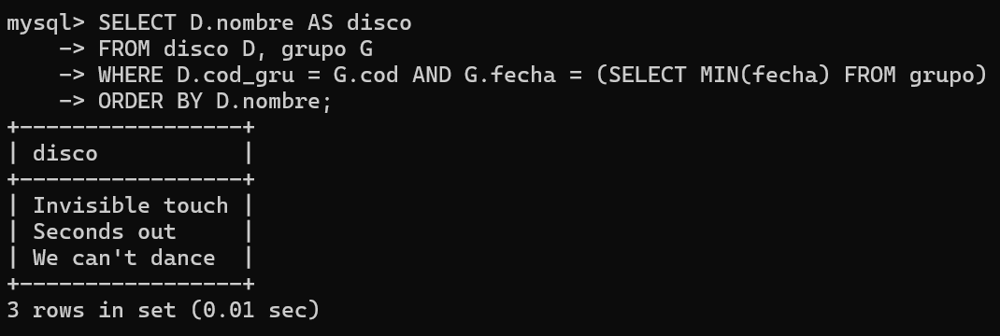 mysql> SELECT D.nombre AS disco
    -> FROM disco D, grupo G
    -> WHERE D.cod_gru = G.cod AND G.fecha = (SELECT MIN(fecha) FROM grupo)
    -> ORDER BY D.nombre;
+-----------------+
| disco           |
+-----------------+
| Invisible touch |
| Seconds out     |
| We can't dance  |
+-----------------+
3 rows in set (0.01 sec)